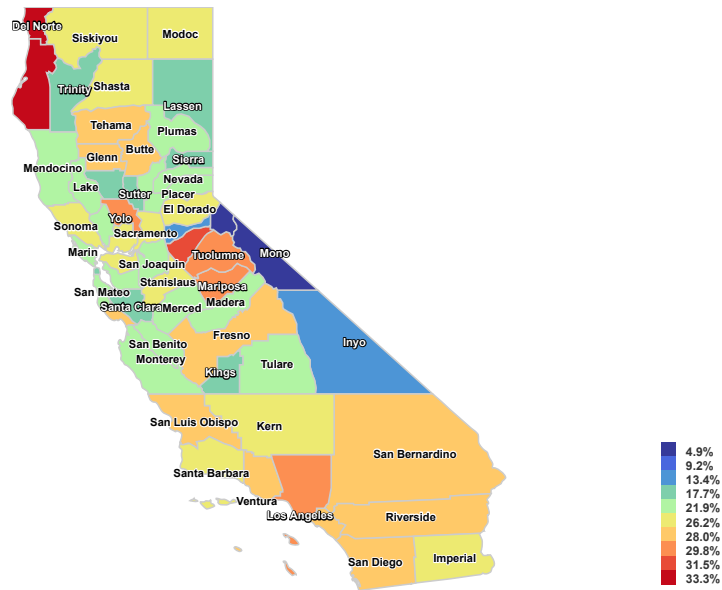 Del Norte
Siskiyou
Modoc
Trinity
Shasta
Lassen
Tehama
Plumas
Butte
Glenn
Sierra
Mendocino
Nevada
Lake
Sutter
Placer
El Dorado
Yolo
Sonoma
Sacramento
Marin
Tuolumne
Mono
San Joaquin
Stanislaus
Mariposa
San Mateo
Madera
Santa Clara
Merced
Fresno
Inyo
San Benito
Monterey
Tulare
Kings
San Luis Obispo
Kern
San Bernardino
Santa Barbara
Ventura
Los Angeles
Riverside
San Diego
Imperial
4.9%
9.2%
13.4%
17.7%
21.9%
26.2%
28.0%
29.8%
31.5%
33.3%